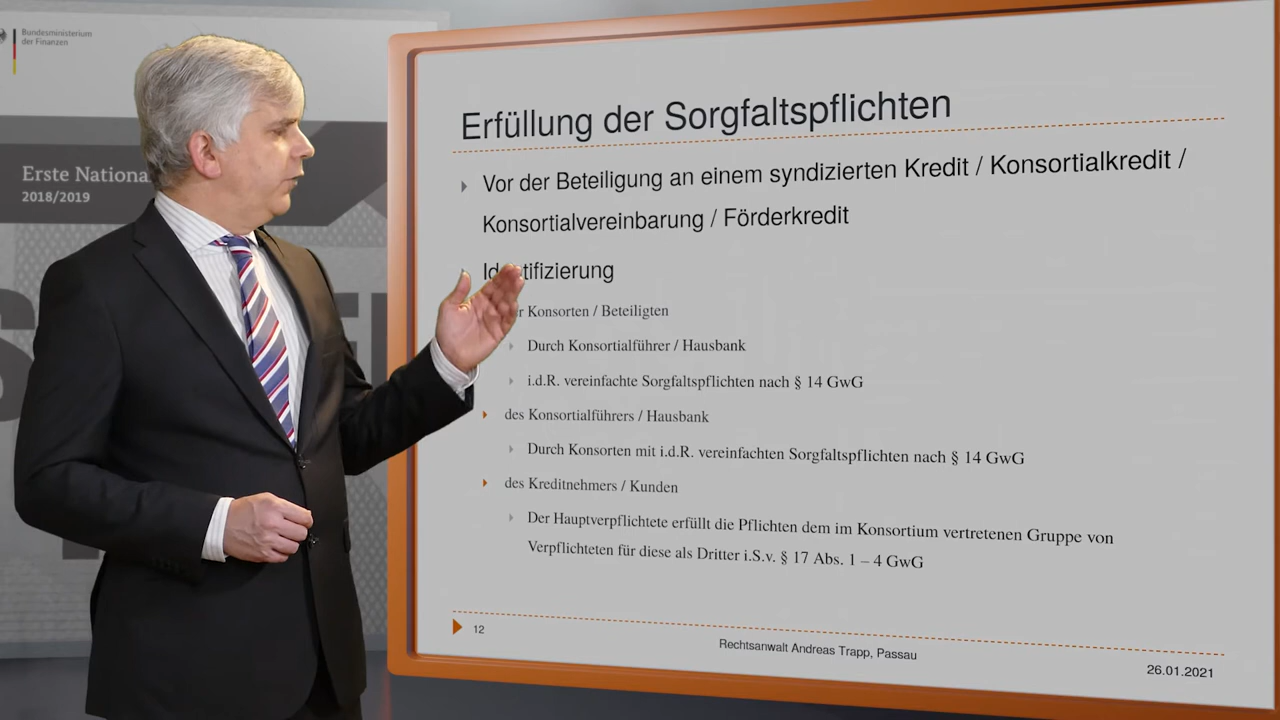 Bundesministerium
der Finanzen
Erste Nationa
2018/2019
Erfüllung der Sorgfaltspflichten
Vor der Beteiligung an einem syndizierten Kredit / Konsortialkredit /
Konsortialvereinbarung / Förderkredit
Identifizierung
r Konsorten / Beteiligten
Durch Konsortialführer / Hausbank
i.d.R. vereinfachte Sorgfaltspflichten nach § 14 GwG
des Konsortialführers / Hausbank
Durch Konsorten mit i.d.R. vereinfachten Sorgfaltspflichten nach § 14 GwG
des Kreditnehmers / Kunden
Der Hauptverpflichtete erfüllt die Pflichten dem im Konsortium vertretenen Gruppe von
Verpflichteten für diese als Dritter i.S.v. § 17 Abs. 1 – 4 GwG
12
Rechtsanwalt Andreas Trapp, Passau
26.01.2021